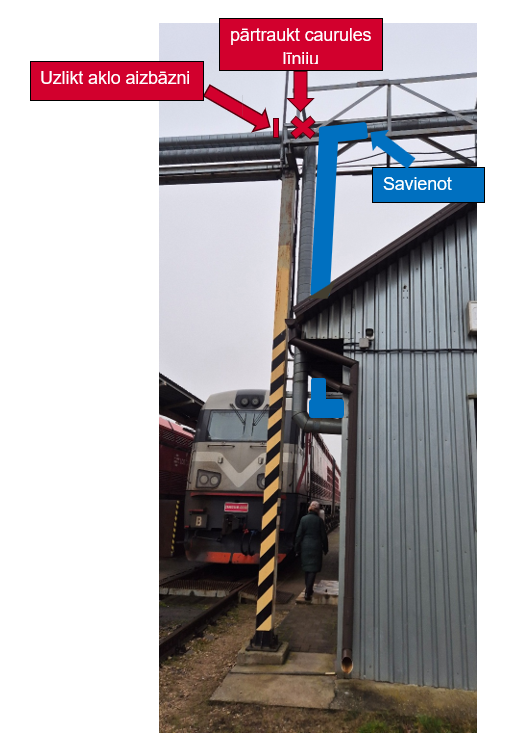 pārtraukt caurules
līniju
Uzlikt aklo aizbāzni
Savienot
B